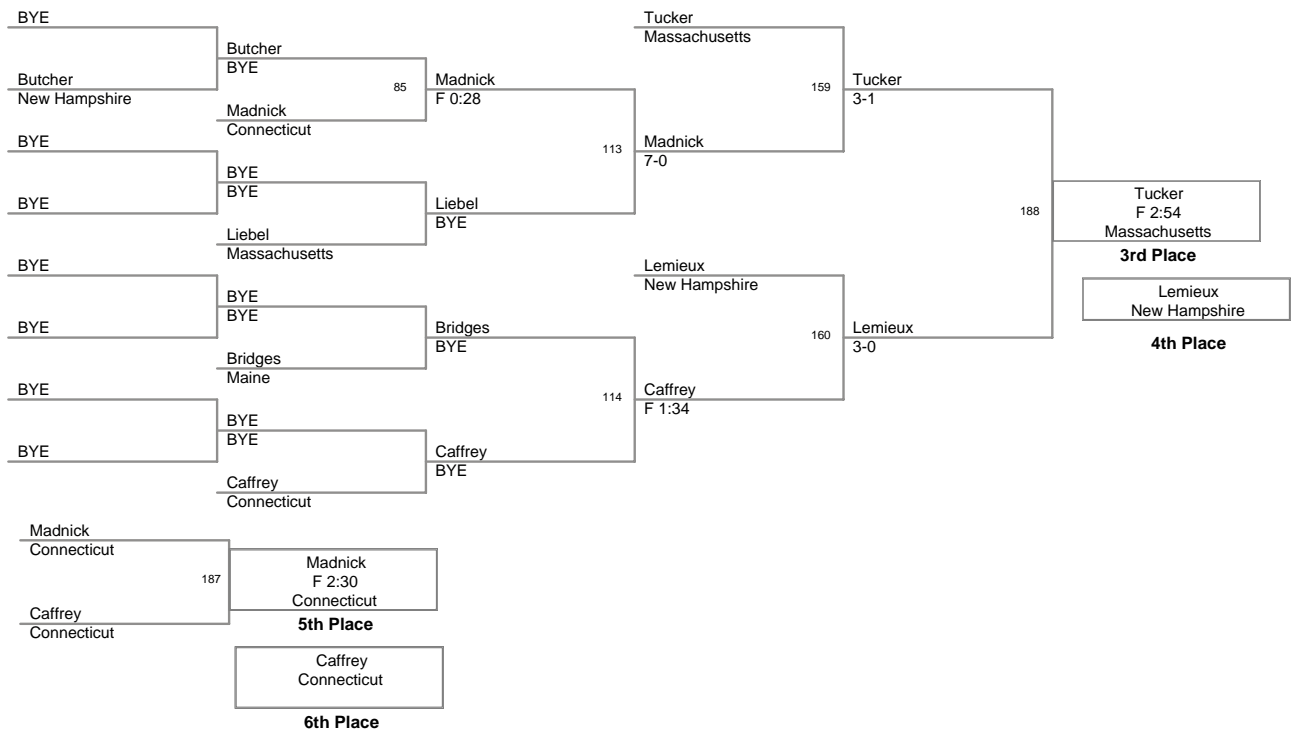 BYE
Butcher
New Hampshire
BYE
BYE
BYE
BYE
BYE
BYE
Butcher
BYE
Madnick
Connecticut
BYE
BYE
Liebel
Massachusetts
BYE
BYE
Bridges
Maine
BYE
BYE
Caffrey
Connecticut
85
Madnick
F 0:28
Liebel
BYE
Bridges
BYE
Caffrey
BYE
113
114
Tucker
Massachusetts
Madnick
7-0
Lemieux
New Hampshire
Caffrey
F 1:34
159
160
Tucker
3-1
Lemieux
3-0
188
Tucker
F 2:54
Massachusetts
3rd Place
Lemieux
New Hampshire
4th Place
Madnick
Connecticut
Caffrey
Connecticut
187
Madnick
F 2:30
Connecticut
5th Place
Caffrey
Connecticut
6th Place